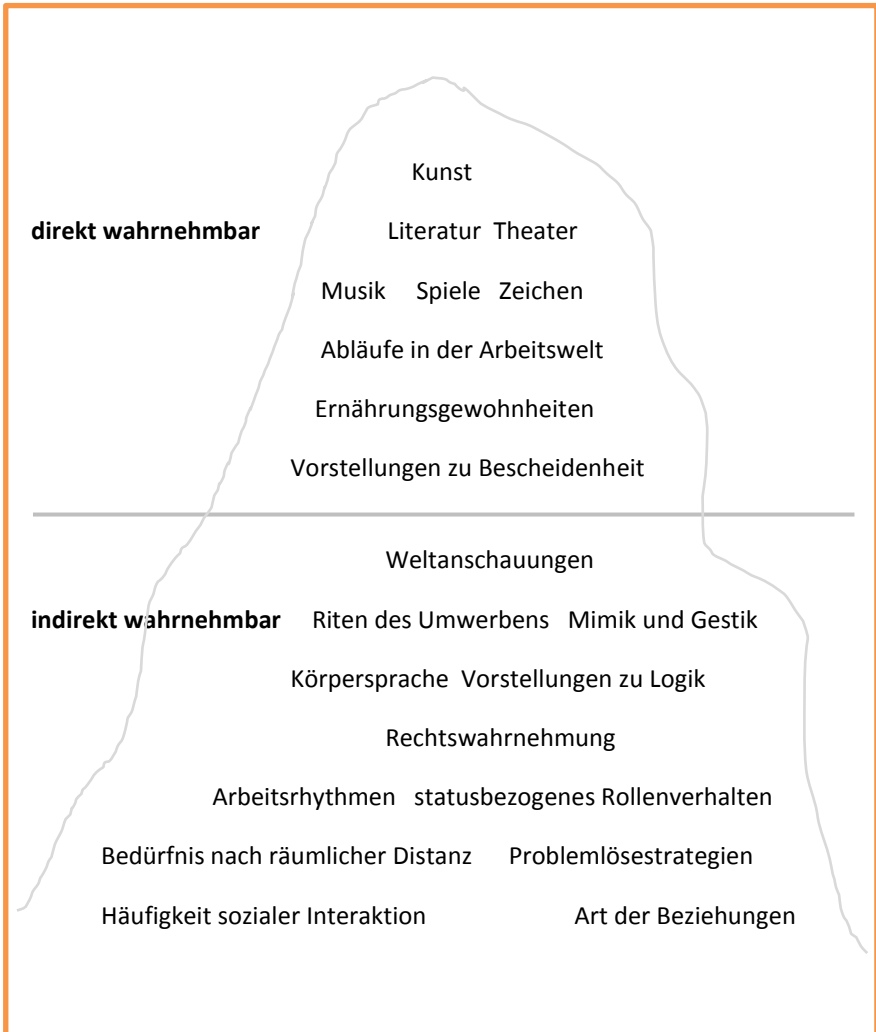 Kunst
direkt wahrnehmbar Literatur Theater
Musik Spiele Zeichen
Abläufe in der Arbeitswelt
Ernährungsgewohnheiten
Vorstellungen zu Bescheidenheit
Weltanschauungen
indirekt wahrnehmbar Riten des Umwerbens Mimik und Gestik
Körpersprache Vorstellungen zu Logik
Rechtswahrnehmung
Arbeitsrhythmen statusbezogenes Rollenverhalten
Bedürfnis nach räumlicher Distanz Problemlösestrategien
Häufigkeit sozialer Interaktion Art der Beziehungen